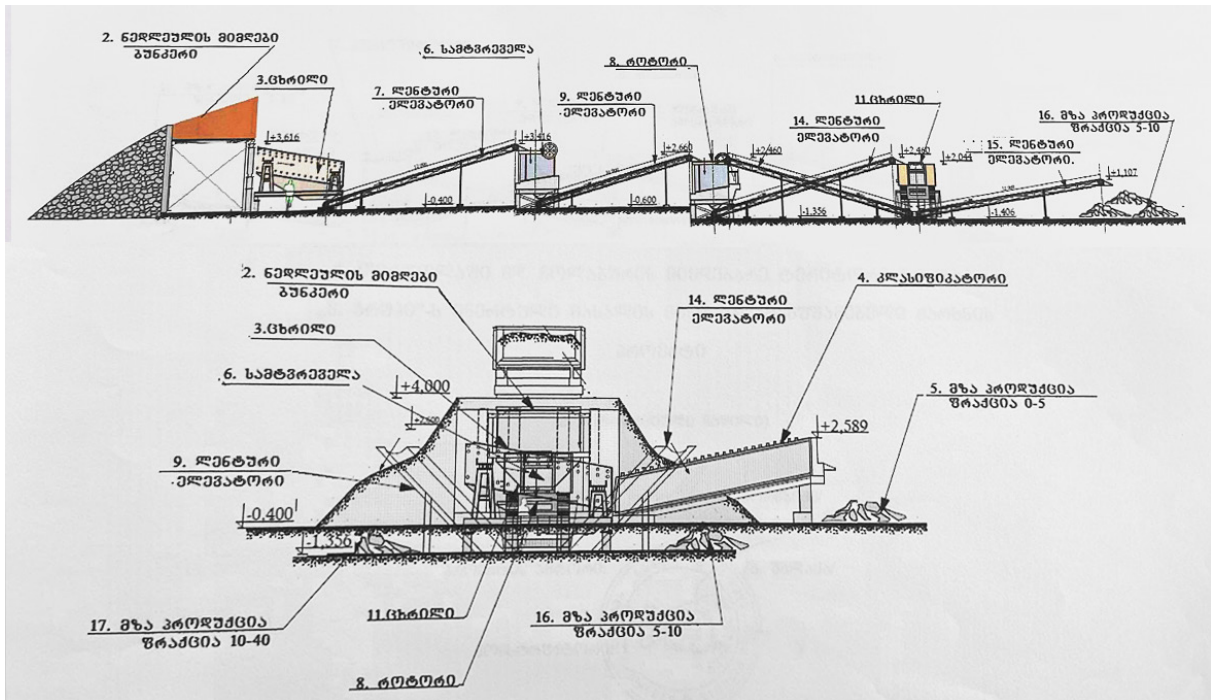 2. ნედლეულის მიმღები
ბუნკერი
3.ცხრილი
+3,616
7. ლენტური
.ელევატორი
6. სამტვრეველა
+3,416
-0,400
9. ლენტური
.ელევატორი
+2,660
-0,600
8. როტორი
+2,460
14. ლენტური
ელევატორი
-1,356
11.ცხრილი
+2,460
15. ლენტური
ელევატორი.
-1,406
+1,107
16. მზა პროდუქცია
ფრაქცია 5-10
2. ნედლეულის მიმღები
ბუნკერი
3.ცხრილი
6. სამტვრეველა
+4,000
9. ლენტური
.ელევატორი
-0.400
-1,356
14. ლენტური
ელევატორი
4. კლასიფიკატორი
+2,589
5. მზა პროდუქცია
ფრაქცია 0-5
17. მზა პროდუქცია
ფრაქცია 10-40
11.ცხრილი
16. მზა პროდუქცია
ფრაქცია 5-10
8. როტორი